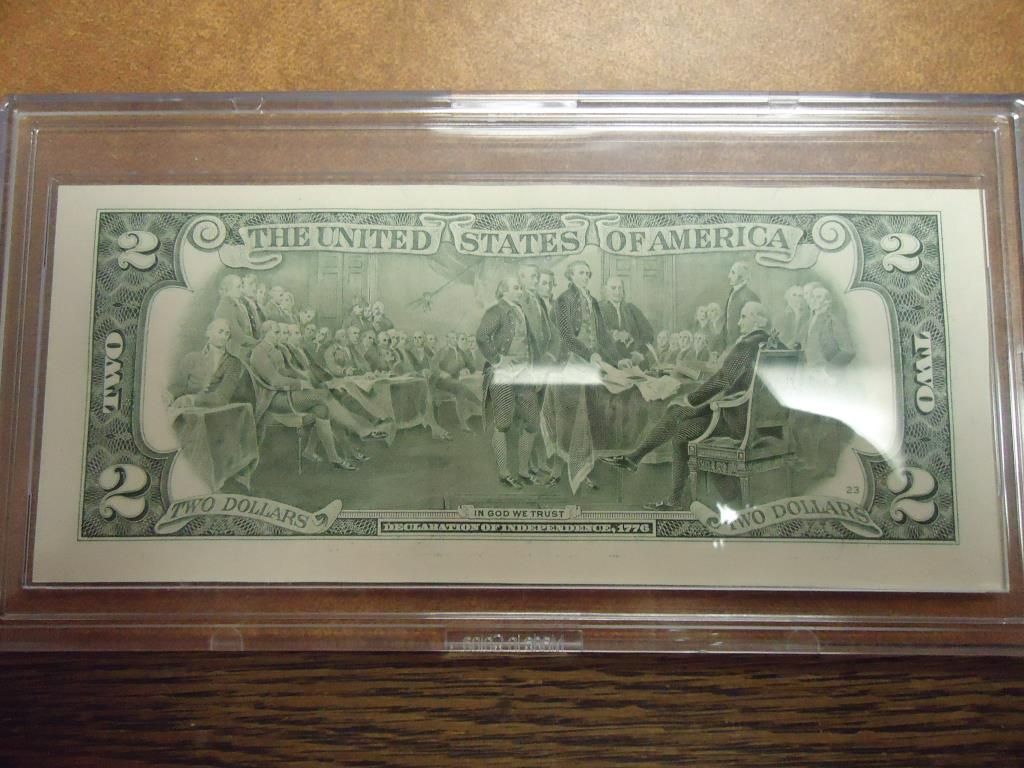 2 THE UNITED STATES OF AMERICA 2
TWO TWO
2 2
23
TWO DOLLARS TWO DOLLARS
IN GOD WE TRUST
DECLARATION OF INDEPENDENCE, 1776